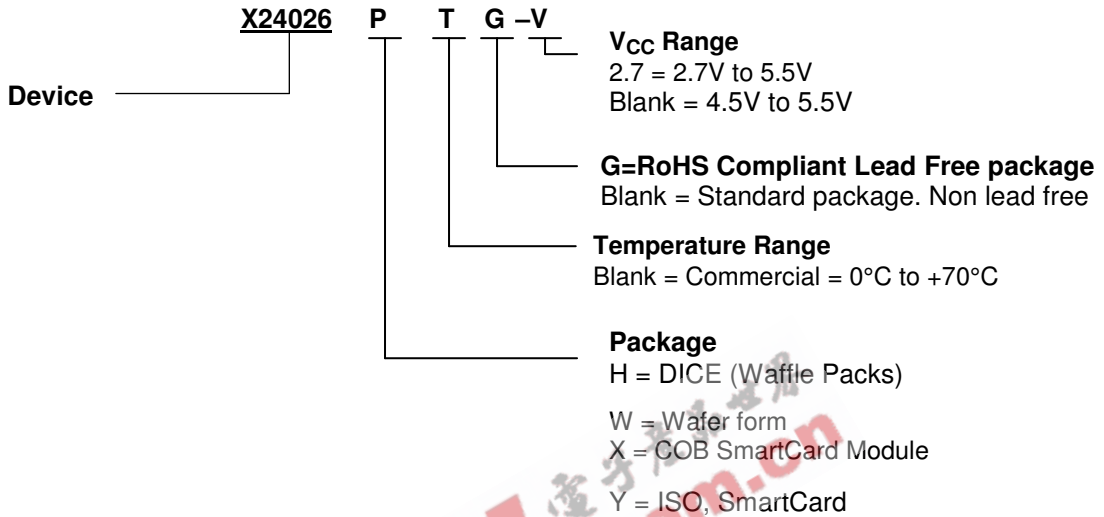 X24026 P T G –V
VCC Range
2.7 = 2.7V to 5.5V
Blank = 4.5V to 5.5V
Device
G=RoHS Compliant Lead Free package
Blank = Standard package. Non lead free
Temperature Range
Blank = Commercial = 0°C to +70°C
Package
H = DICE (Waffle Packs)
W = Wafer form
X = COB SmartCard Module
Y = ISO, SmartCard